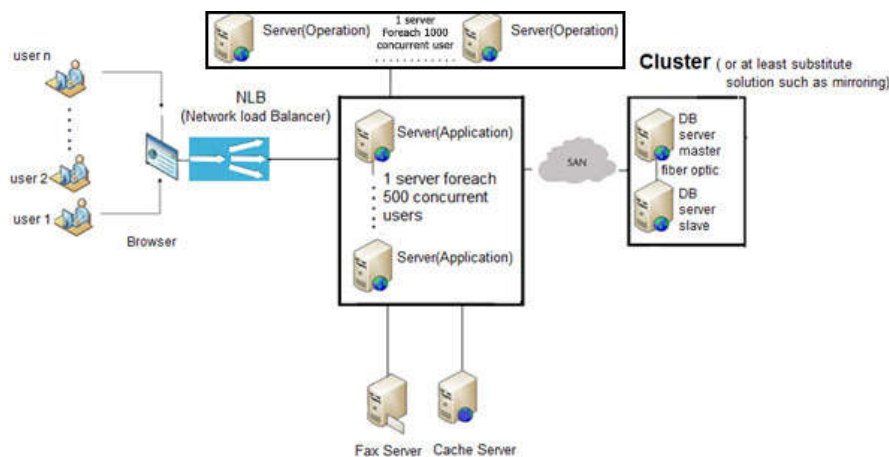 1 server
Foreach 1000
concurrent user
Server(Operation)
Server(Operation)
user n
user 2
user 1
Browser
NLB
(Network load Balancer)
Server(Application)
1 server foreach
500 concurrent
users
Server(Application)
SAN
Cluster ( or at least substitute
solution such as mirroring)
DB
server
master
fiber optic
DB
server
slave
Fax Server
Cache Server